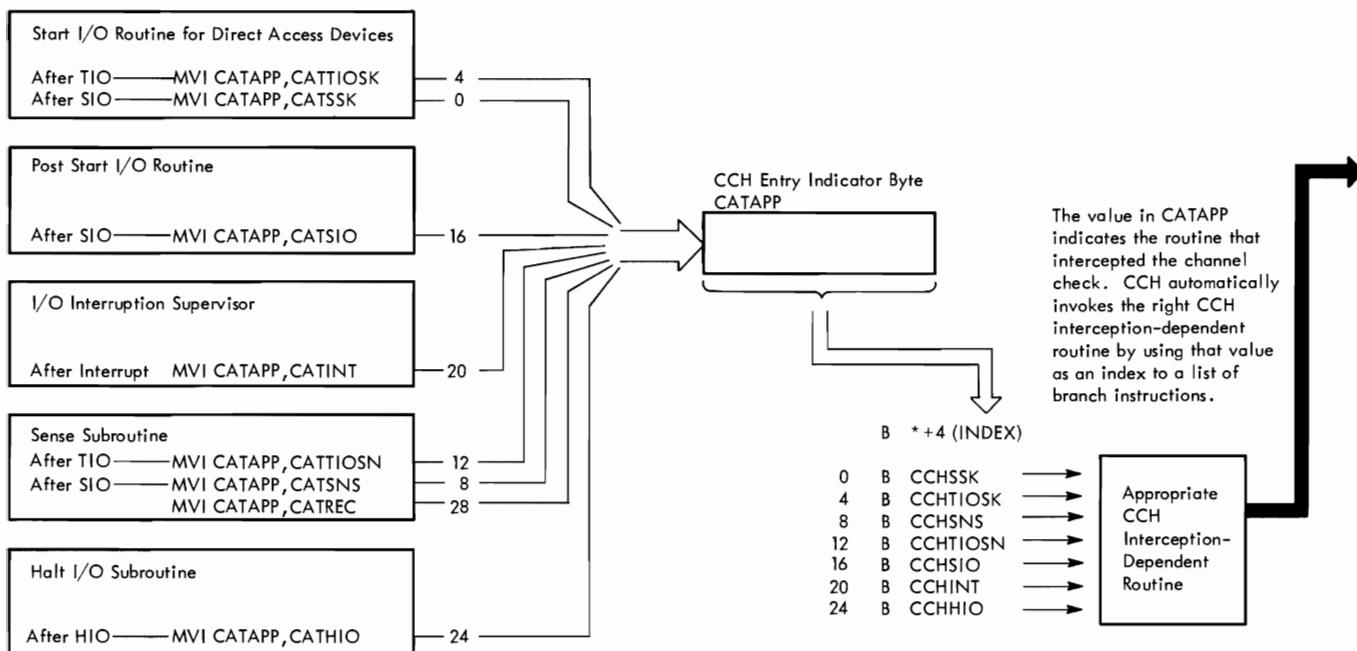 Start I/O Routine for Direct Access Devices
After TIO MVI CATAPP,CATTIOSK 4
After SIO MVI CATAPP,CATSSK 0
Post Start I/O Routine
After SIO MVI CATAPP,CATSIO 16
I/O Interruption Supervisor
After Interrupt MVI CATAPP,CATINT 20
Sense Subroutine
After TIO MVI CATAPP,CATTIOSN 12
After SIO MVI CATAPP,CATSNS 8
MVI CATAPP,CATREC 28
Halt I/O Subroutine
After HIO MVI CATAPP,CATHIO 24
CCH Entry Indicator Byte
CATAPP
The value in CATAPP
indicates the routine that
intercepted the channel
check. CCH automatically
invokes the right CCH
interception-dependent
routine by using that value
as an index to a list of
branch instructions.
B *+4 (INDEX)
0 B CCHSSK
4 B CCHTIOSK
8 B CCHSNS
12 B CCHTIOSN
16 B CCHSIO
20 B CCHINT
24 B CCHHIO
Appropriate
CCH
Interception-
Dependent
Routine